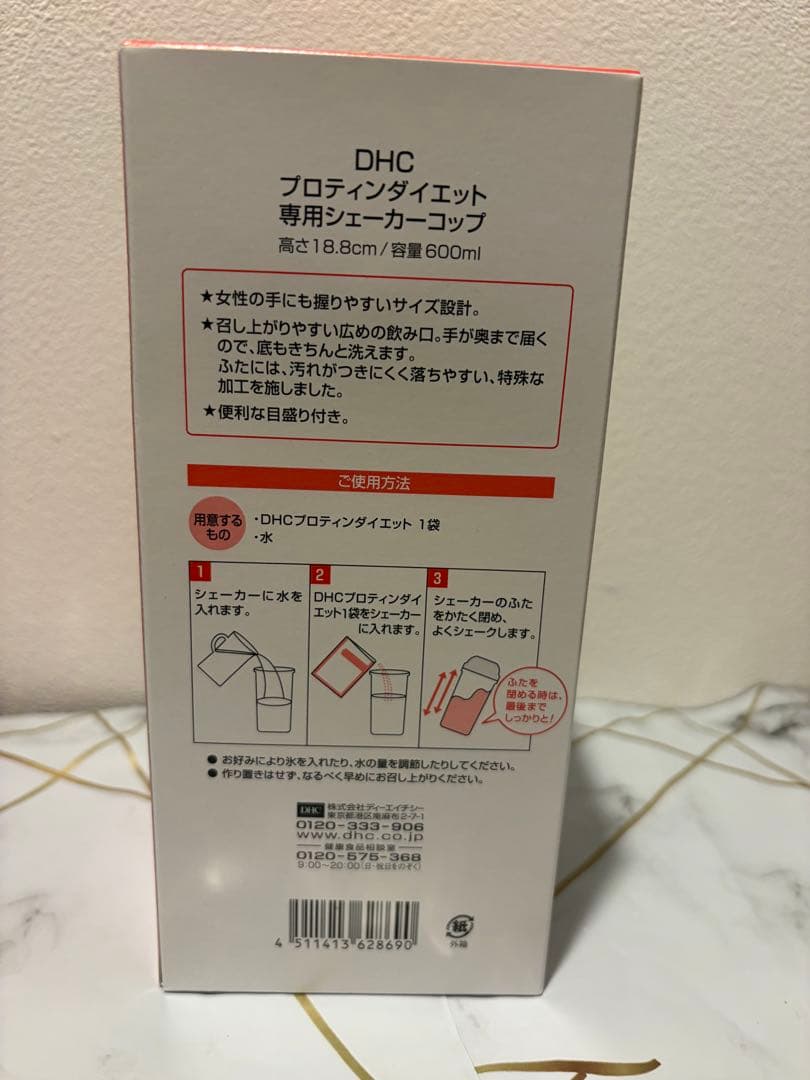 DHC
プロティンダイエット
専用シェーカーコップ
高さ18.8cm/容量600ml
★女性の手にも握りやすいサイズ設計。
★召し上がりやすい広めの飲み口。手が奥まで届く
ので、底もきちんと洗えます。
ふたには、汚れがつきにくく落ちやすい、特殊な
加工を施しました。
★便利な目盛り付き。
ご使用方法
用意する
もの
・DHCプロティンダイエット 1袋
・水
1
シェーカーに水を
入れます。
2
DHCプロティンダイ
エット1袋をシェーカー
に入れます。
3
シェーカーのふた
をかたく閉め、
よくシェークします。
ふたを
閉める時は、
最後まで
しっかりと!
●お好みにより氷を入れたり、水の量を調節したりしてください。
●作り置きはせず、なるべく早めにお召し上がりください。
DHC 株式会社ディーエイチシー
東京都港区南麻布2-7-1
0120-333-906
www.dhc.co.jp
健康食品相談室
0120-575-368
9:00〜20:00(日・祝日をのぞく)
4 511413 628690
紙
外箱